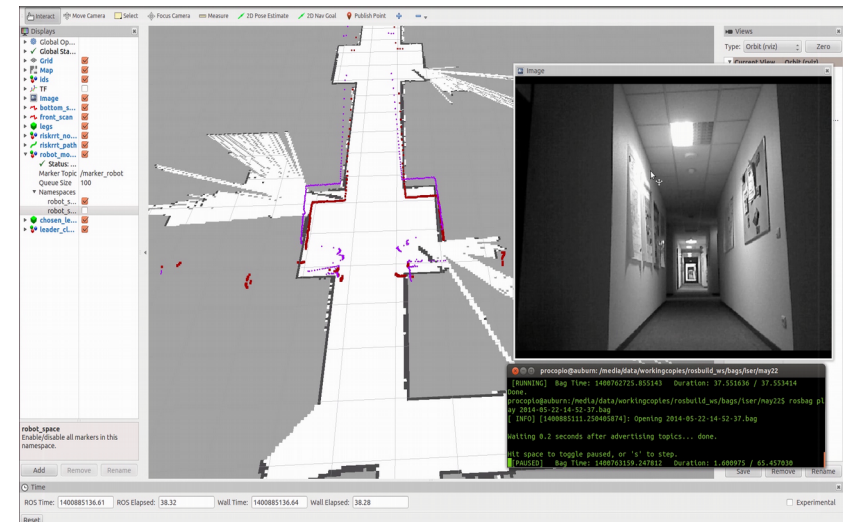 Interact Move Camera Select Focus Camera Measure 2D Pose Estimate 2D Nav Goal Publish Point
Displays
Global Op...
Global Sta...
Grid
Map
ids
TF
Image
bottom_s...
front_scan
legs
riskrrt_no...
riskrrt_path
robot_mo...
Status: ...
Marker Topic /marker_robot
Queue Size 100
Namespaces
robot_s...
robot_s...
chosen_le...
leader_cl...
robot_space
Enable/disable all markers in this
namespace.
Add Remove Rename
Views
Type: Orbit (rviz) Zero
Current View Orbit (rviz)
Image
procopio@auburn: /media/data/workingcopies/rosbuild_ws/bags/iser/may22
[RUNNING] Bag Time: 1400762725.855143 Duration: 37.551636 / 37.553414
Done.
procopio@auburn:/media/data/workingcopies/rosbuild_ws/bags/iser/may22$ rosbag pl
ay 2014-05-22-14-52-37.bag
[ INFO] [1400885111.250405874]: Opening 2014-05-22-14-52-37.bag
Waiting 0.2 seconds after advertising topics... done.
Hit space to toggle paused, or 's' to step.
[PAUSED] Bag Time: 1400763159.247812 Duration: 1.600975 / 65.457030
Save Remove Rename
Time
ROS Time: 1400885136.61 ROS Elapsed: 38.32 Wall Time: 1400885136.64 Wall Elapsed: 38.28 Experimental
Reset